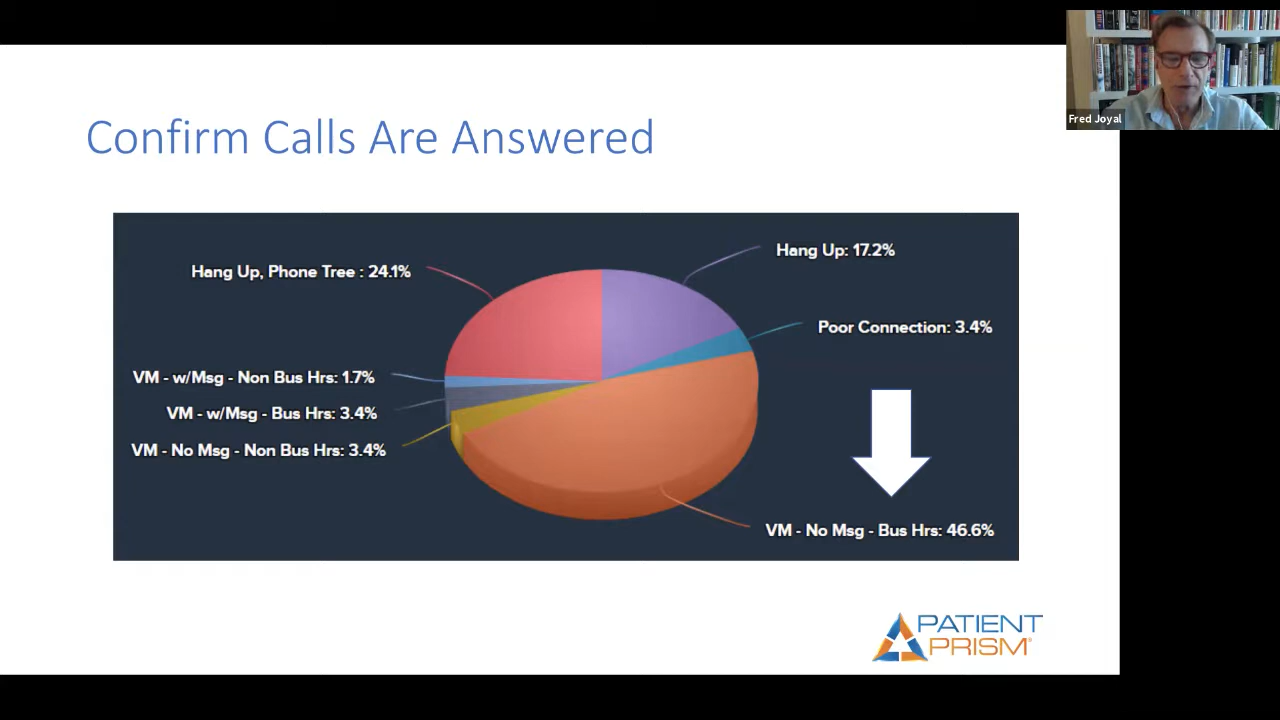 Fred Joyal
Confirm Calls Are Answered
Hang Up: 17.2%
Hang Up, Phone Tree : 24.1%
Poor Connection: 3.4%
VM - w/Msg - Non Bus Hrs: 1.7%
VM - w/Msg - Bus Hrs: 3.4%
VM - No Msg - Non Bus Hrs: 3.4%
VM - No Msg - Bus Hrs: 46.6%
PATIENT
PRISM®